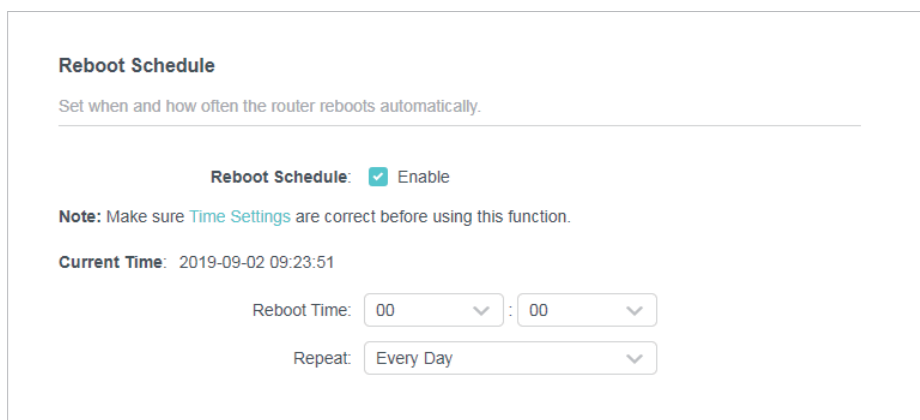 Reboot Schedule
Set when and how often the router reboots automatically.
Reboot Schedule: Enable
Note: Make sure Time Settings are correct before using this function.
Current Time: 2019-09-02 09:23:51
Reboot Time: 00 : 00
Repeat: Every Day